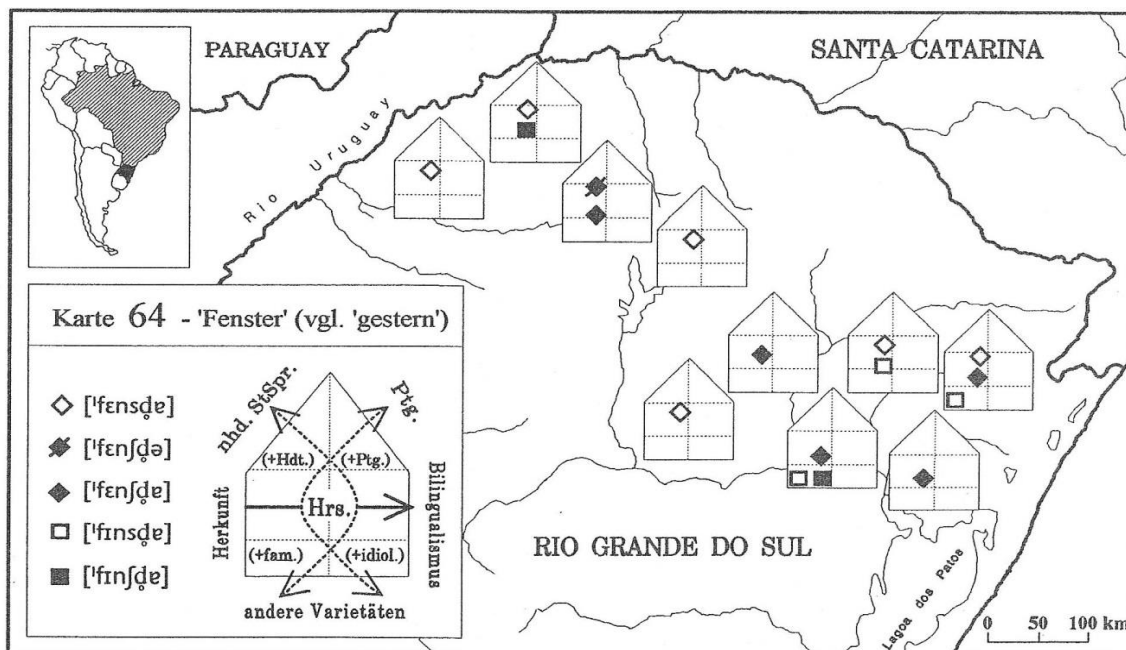 PARAGUAY
SANTA CATARINA
Rio Uruguay
Karte 64 - 'Fenster' (vgl. 'gestern')
['fɛnsd̥ɐ]
['fɛnʃd̥ə]
['fɛnʃd̥ɐ]
['fɪnsd̥ɐ]
['fɪnʃd̥ɐ]
nhd. StSpr.
Ptg.
(+Hdt.)
(+Ptg.)
Herkunft
Hrs.
Bilingualismus
(+fam.)
(+idiol.)
andere Varietäten
RIO GRANDE DO SUL
Lagoa dos Patos
0 50 100 km